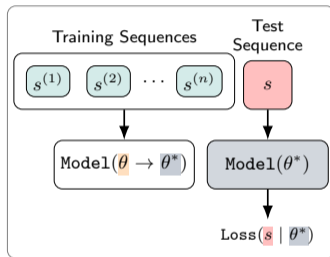 Training Sequences
Test
Sequence
s^{(1)} s^{(2)} ⋯ s^{(n)}
s
Model(θ → θ*)
Model(θ*)
Loss(s | θ*)